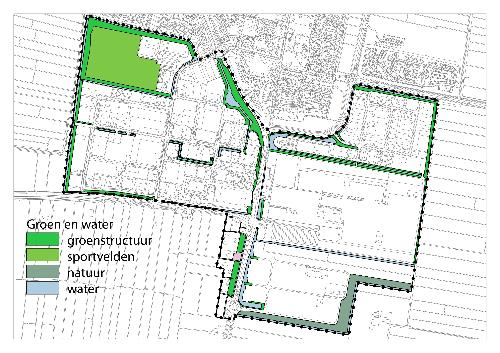 Groen en water
groenstructuur
sportvelden
natuur
water